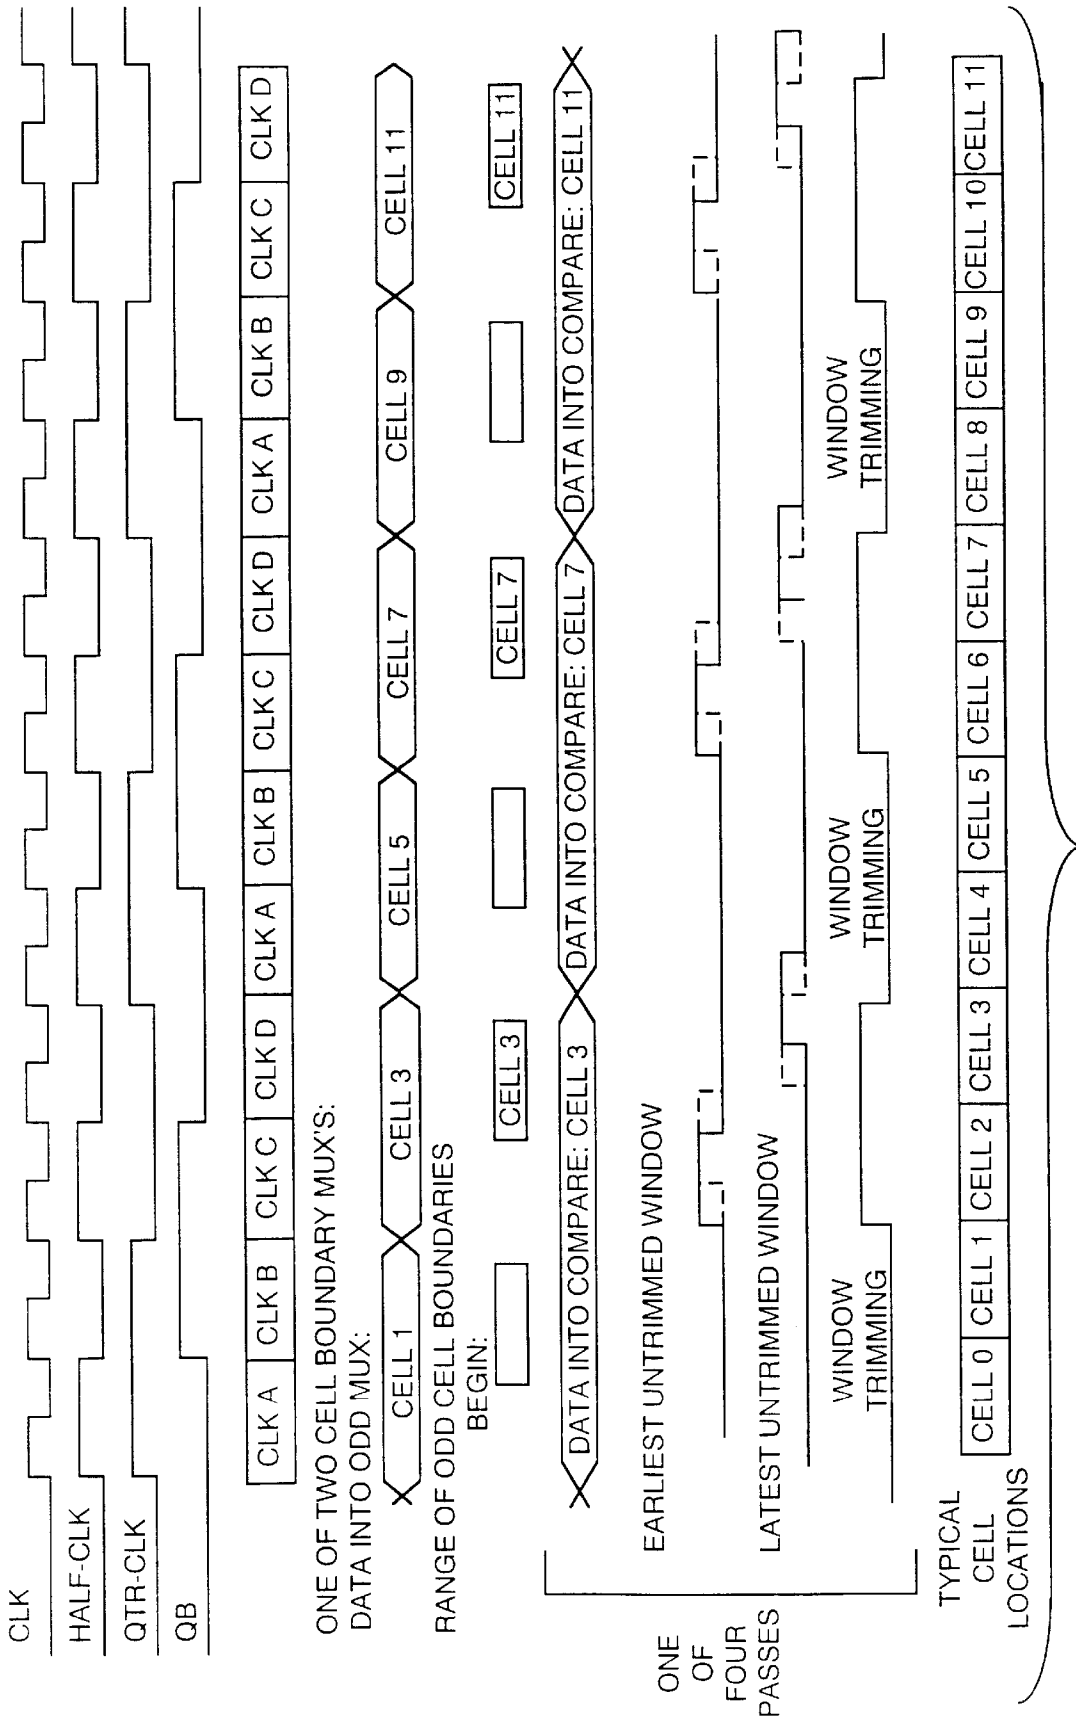 CLK
HALF-CLK
QTR-CLK
QB
CLK A CLK B CLK C CLK D CLK A CLK B CLK C CLK D CLK A CLK B CLK C CLK D
ONE OF TWO CELL BOUNDARY MUX'S:
DATA INTO ODD MUX:
CELL 1 CELL 3 CELL 5 CELL 7 CELL 9 CELL 11
RANGE OF ODD CELL BOUNDARIES
BEGIN:
CELL 3 CELL 7 CELL 11
DATA INTO COMPARE: CELL 3 DATA INTO COMPARE: CELL 7 DATA INTO COMPARE: CELL 11
ONE
OF
FOUR
PASSES
EARLIEST UNTRIMMED WINDOW
LATEST UNTRIMMED WINDOW
WINDOW
TRIMMING
WINDOW
TRIMMING
WINDOW
TRIMMING
TYPICAL
CELL
LOCATIONS
CELL 0 CELL 1 CELL 2 CELL 3 CELL 4 CELL 5 CELL 6 CELL 7 CELL 8 CELL 9 CELL 10 CELL 11